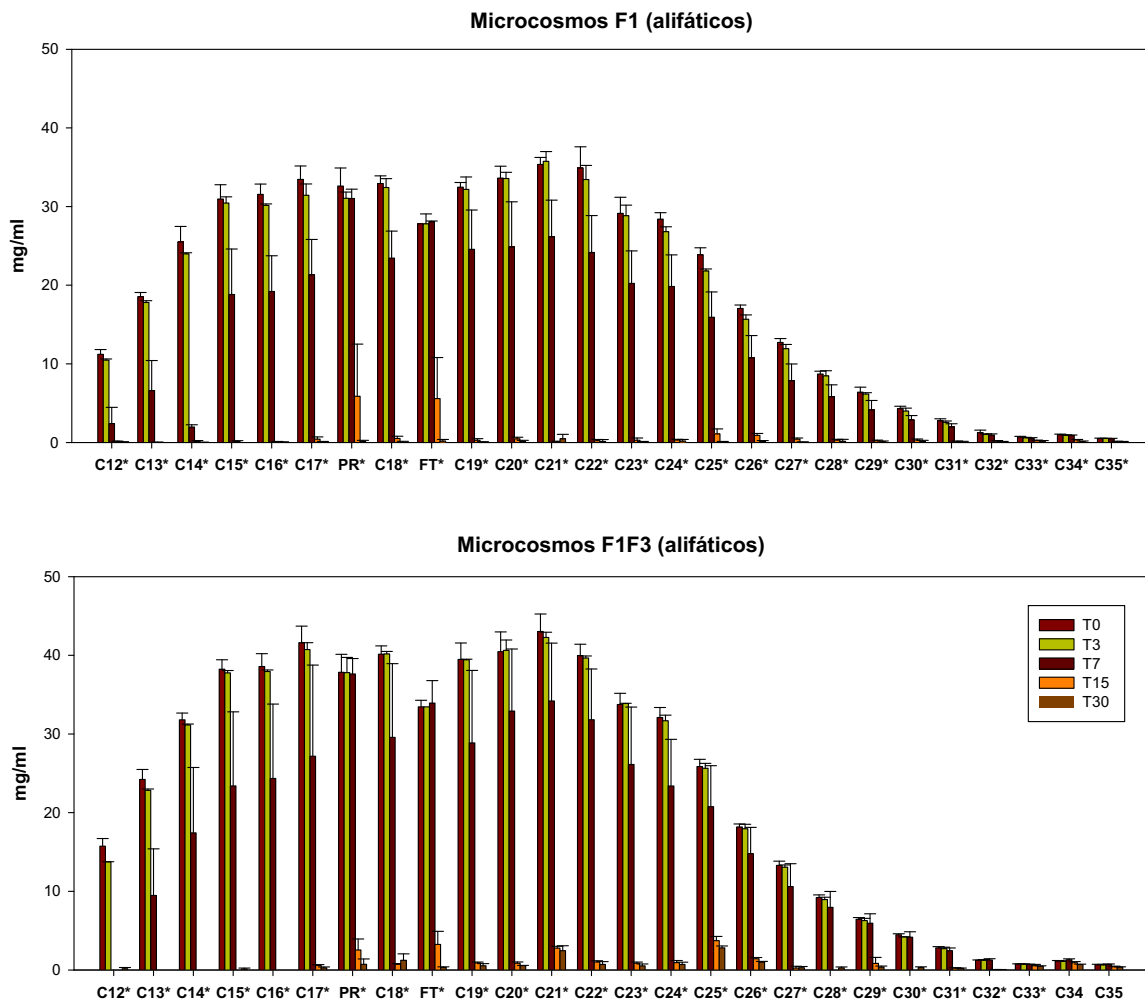 Microcosmos F1 (alifáticos)
50
40
30
20
10
0
mg/ml
C12* C13* C14* C15* C16* C17* PR* C18* FT* C19* C20* C21* C22* C23* C24* C25* C26* C27* C28* C29* C30* C31* C32* C33* C34* C35*
Microcosmos F1F3 (alifáticos)
50
40
30
20
10
0
mg/ml
T0
T3
T7
T15
T30
C12* C13* C14* C15* C16* C17* PR* C18* FT* C19* C20* C21* C22* C23* C24* C25* C26* C27* C28* C29* C30* C31* C32* C33* C34 C35